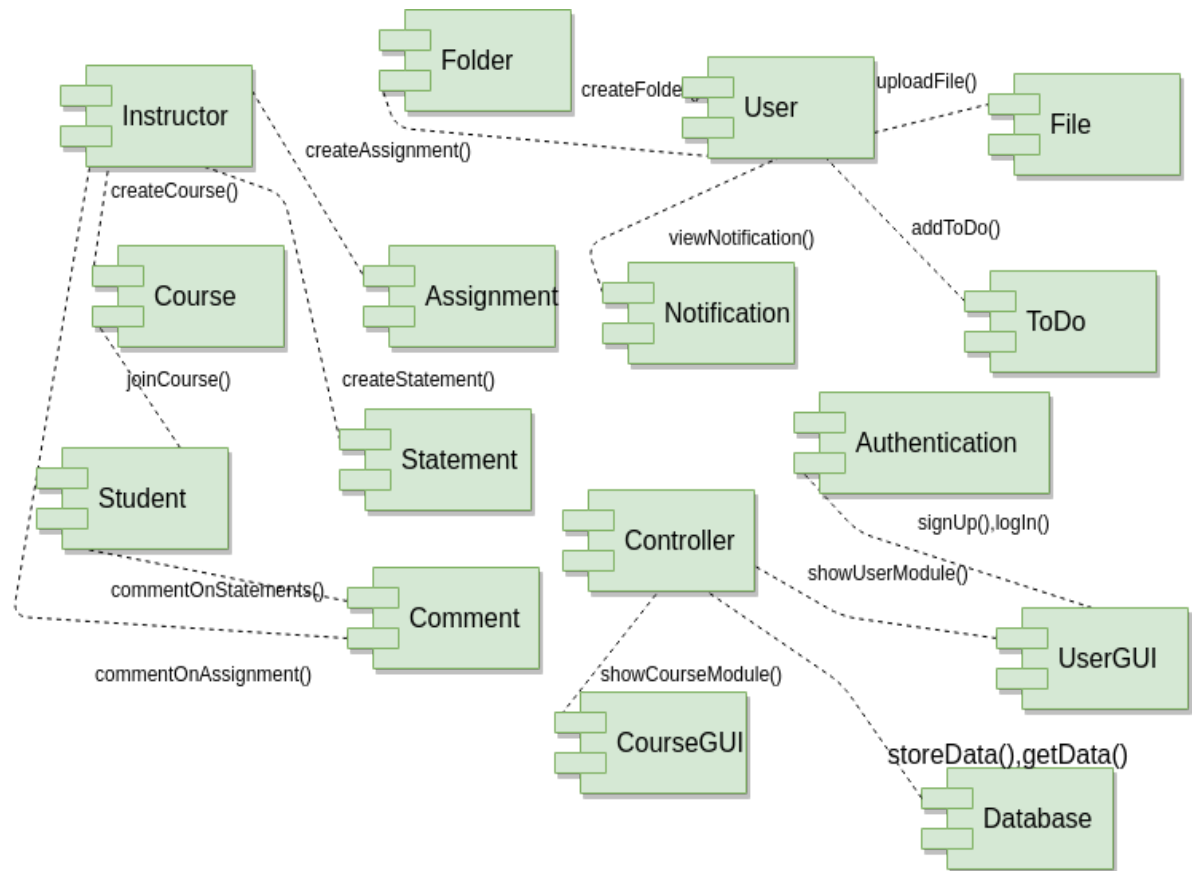 Folder
createFolde
User
uploadFile()
File
Instructor
createAssignment()
createCourse()
viewNotification()
addToDo()
Course
Assignment
Notification
ToDo
joinCourse()
createStatement()
Authentication
Statement
Student
signUp(),logIn()
Controller
showUserModule()
commentOnStatements()
Comment
UserGUI
commentOnAssignment()
showCourseModule()
CourseGUI
storeData(),getData()
Database